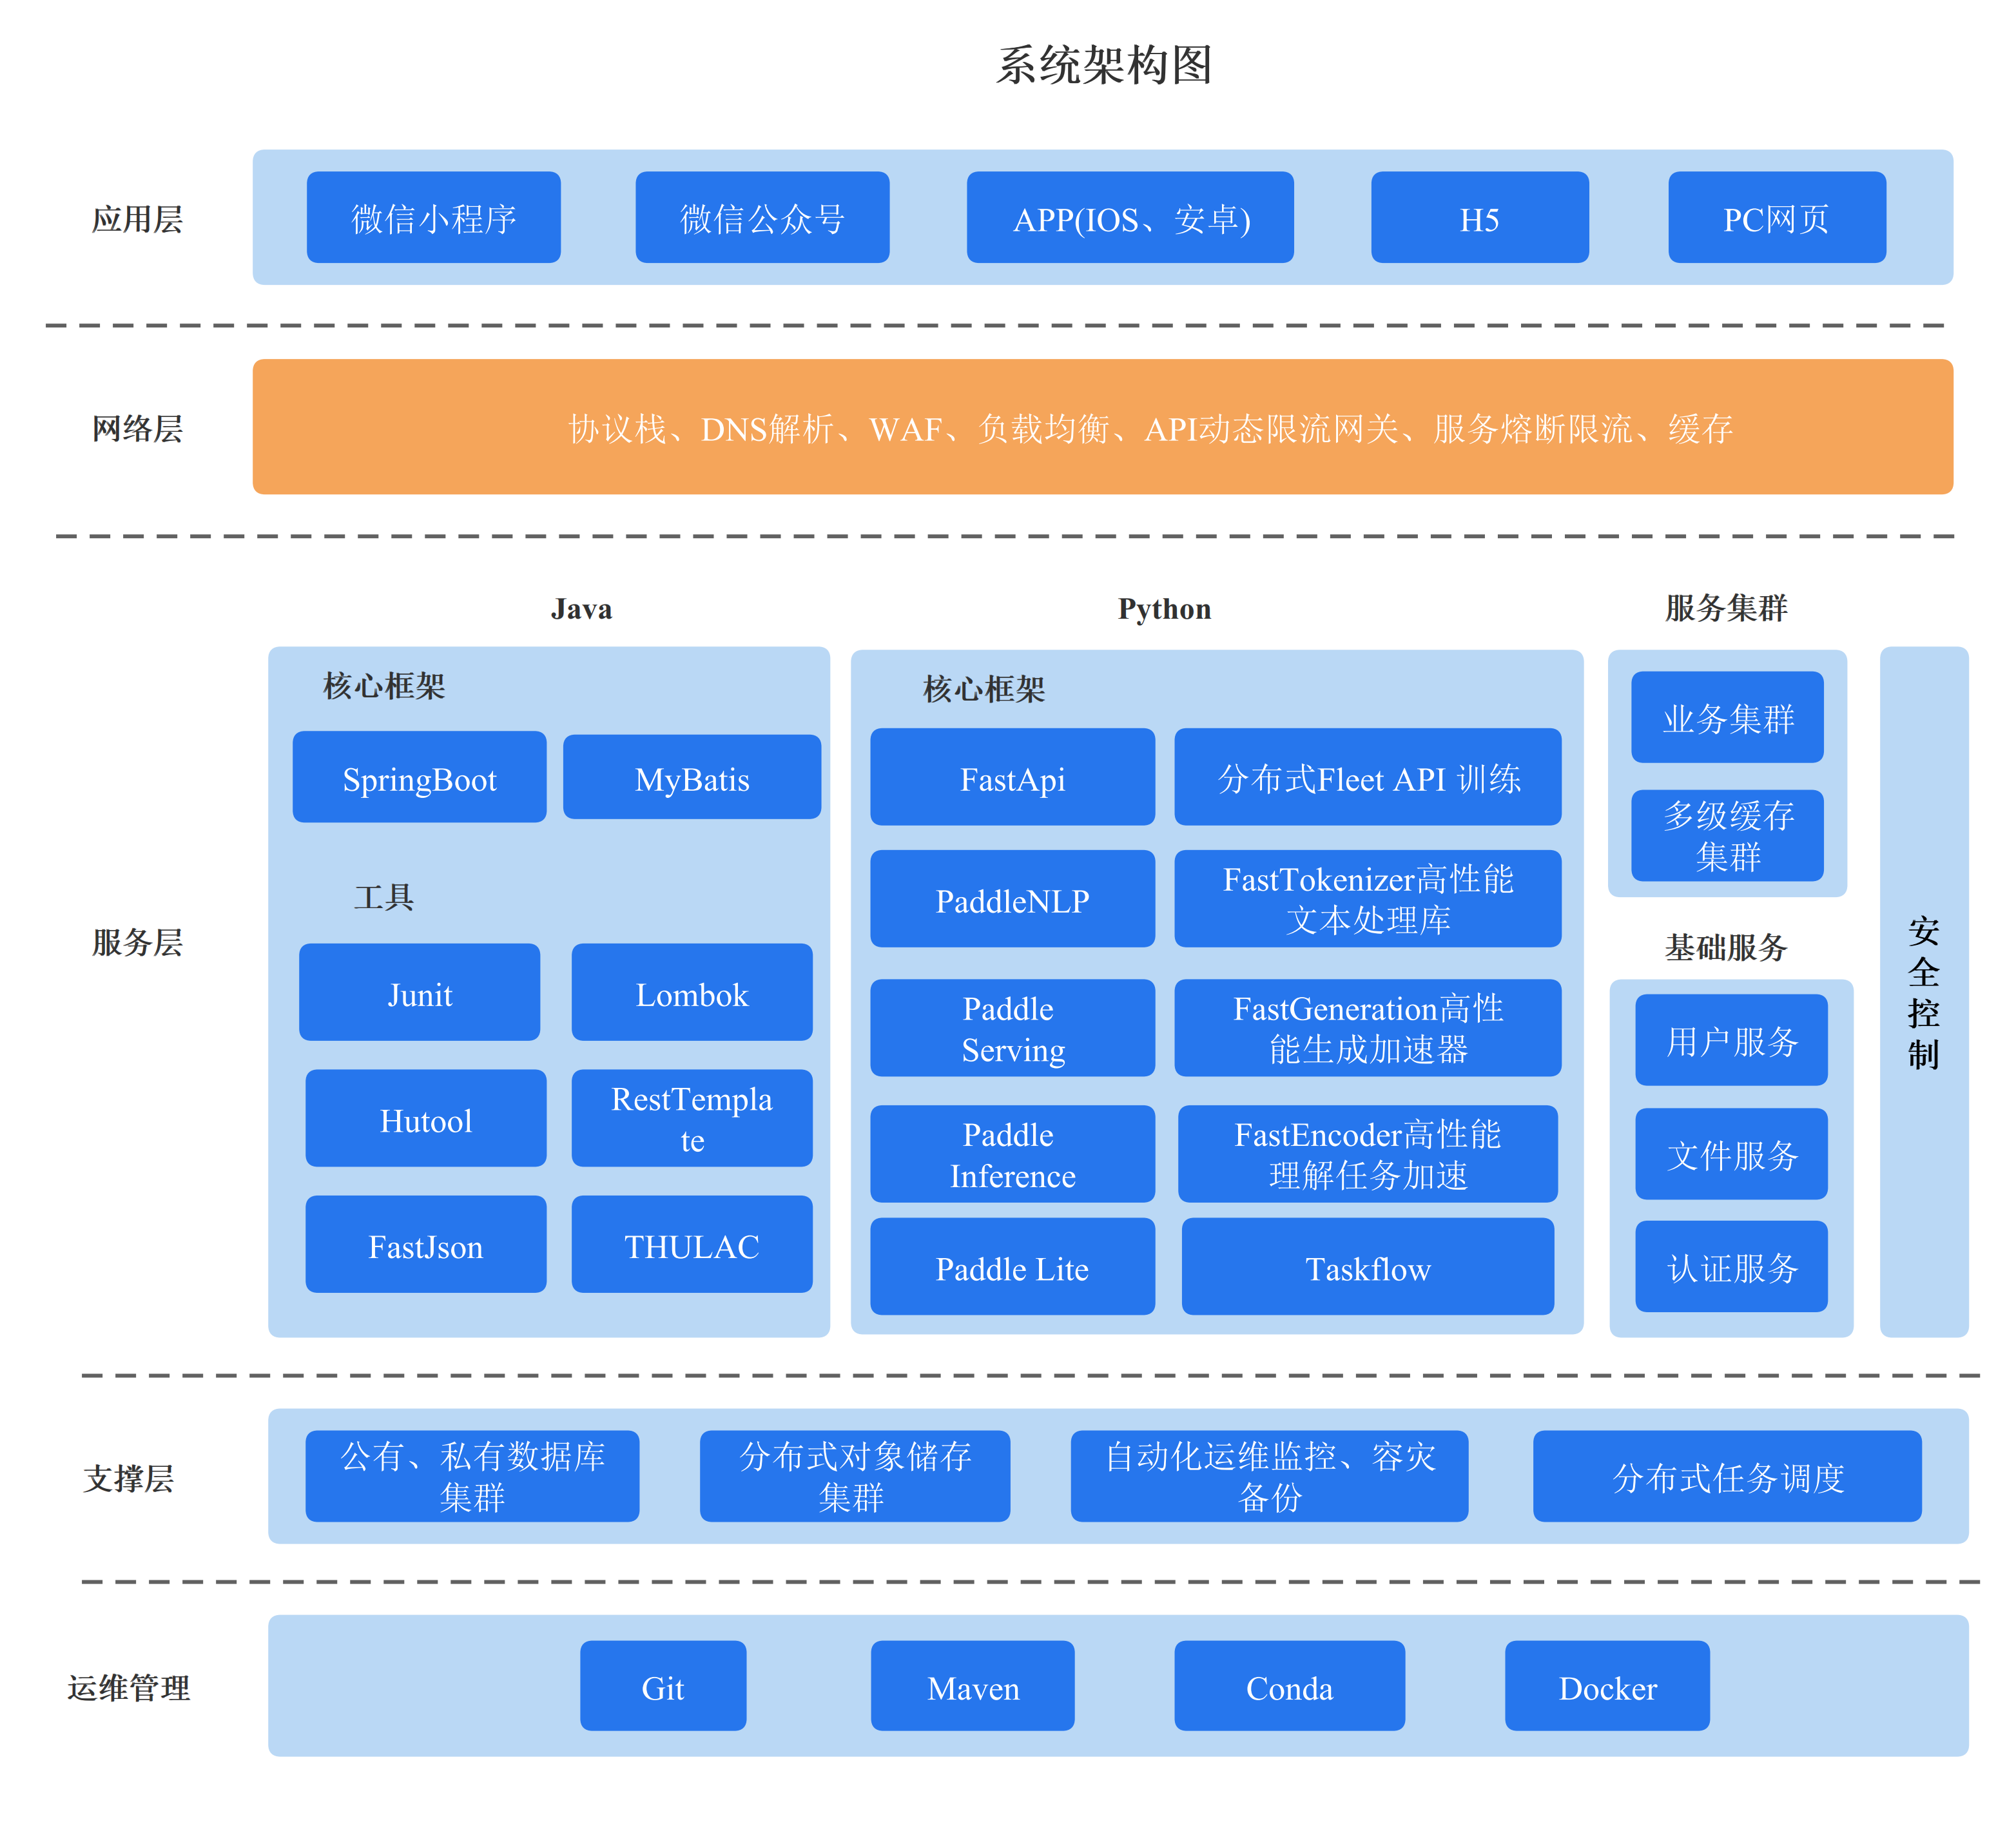 系统架构图
应用层
微信小程序
微信公众号
APP(IOS、安卓)
H5
PC网页
网络层
协议栈、DNS解析、WAF、负载均衡、API动态限流网关、服务熔断限流、缓存
服务层
Java
核心框架
SpringBoot
MyBatis
工具
Junit
Lombok
Hutool
RestTempla
te
FastJson
THULAC
Python
核心框架
FastApi
分布式Fleet API 训练
PaddleNLP
FastTokenizer高性能
文本处理库
Paddle
Serving
FastGeneration高性
能生成加速器
Paddle
Inference
FastEncoder高性能
理解任务加速
Paddle Lite
Taskflow
服务集群
业务集群
多级缓存
集群
基础服务
用户服务
文件服务
认证服务
安
全
控
制
支撑层
公有、私有数据库
集群
分布式对象储存
集群
自动化运维监控、容灾
备份
分布式任务调度
运维管理
Git
Maven
Conda
Docker